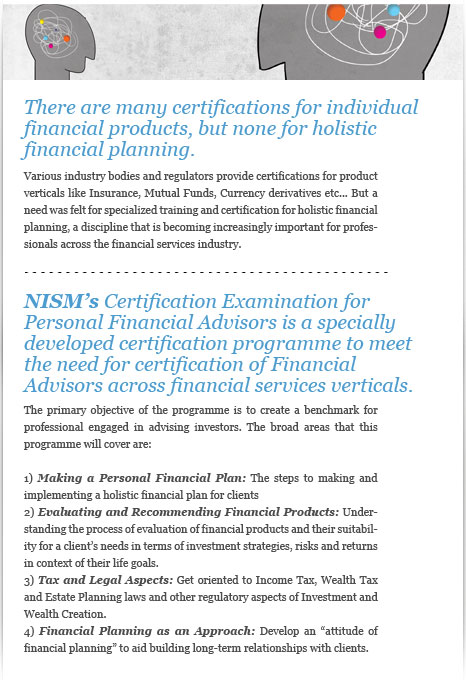 There are many certifications for individual
financial products, but none for holistic
financial planning.
Various industry bodies and regulators provide certifications for product
verticals like Insurance, Mutual Funds, Currency derivatives etc... But a
need was felt for specialized training and certification for holistic financial
planning, a discipline that is becoming increasingly important for profes-
sionals across the financial services industry.
NISM's Certification Examination for
Personal Financial Advisors is a specially
developed certification programme to meet
the need for certification of Financial
Advisors across financial services verticals.
The primary objective of the programme is to create a benchmark for
professional engaged in advising investors. The broad areas that this
programme will cover are:
1) Making a Personal Financial Plan: The steps to making and
implementing a holistic financial plan for clients
2) Evaluating and Recommending Financial Products: Under-
standing the process of evaluation of financial products and their suitabil-
ity for a client's needs in terms of investment strategies, risks and returns
in context of their life goals.
3) Tax and Legal Aspects: Get oriented to Income Tax, Wealth Tax
and Estate Planning laws and other regulatory aspects of Investment and
Wealth Creation.
4) Financial Planning as an Approach: Develop an "attitude of
financial planning" to aid building long-term relationships with clients.